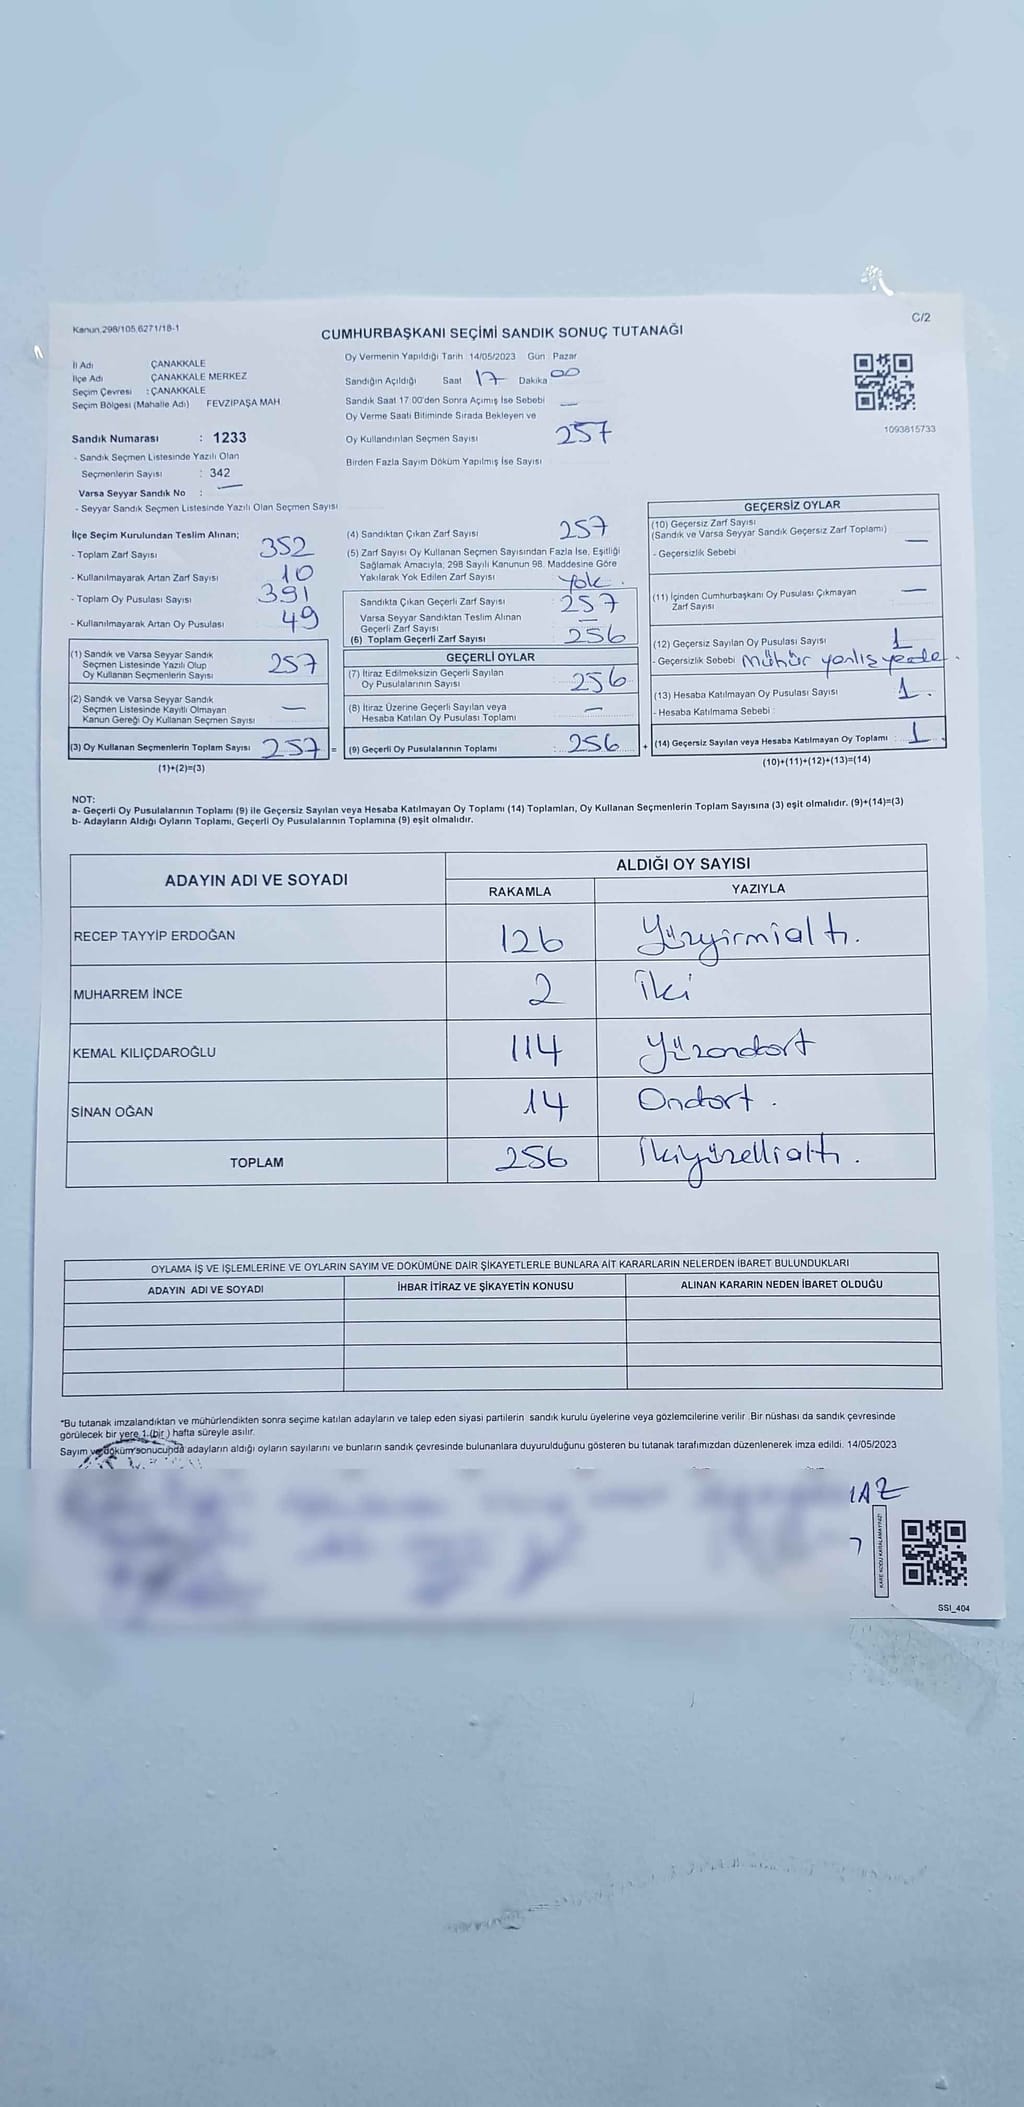 Kanun.298/105,6271/18-1
C/2
CUMHURBAŞKANI SEÇİMİ SANDIK SONUÇ TUTANAĞI
İl Adı ÇANAKKALE
İlçe Adı ÇANAKKALE MERKEZ
Seçim Çevresi : ÇANAKKALE
Seçim Bölgesi (Mahalle Adı) FEVZİPAŞA MAH
Sandık Numarası : 1233
- Sandık Seçmen Listesinde Yazılı Olan
Seçmenlerin Sayısı : 342
Varsa Seyyar Sandık No : —
- Seyyar Sandık Seçmen Listesinde Yazılı Olan Seçmen Sayısı
Oy Vermenin Yapıldığı Tarih 14/05/2023 Gün Pazar
Sandığın Açıldığı Saat 17 Dakika 00
Sandık Saat 17:00'den Sonra Açımış İse Sebebi —
Oy Verme Saati Bitiminde Sırada Bekleyen ve
Oy Kullandırılan Seçmen Sayısı 257
Birden Fazla Sayım Döküm Yapılmış İse Sayısı
1093815733
İlçe Seçim Kurulundan Teslim Alınan;
- Toplam Zarf Sayısı 352
- Kullanılmayarak Artan Zarf Sayısı 10
- Toplam Oy Pusulası Sayısı 391
- Kullanılmayarak Artan Oy Pusulası 49
(1) Sandık ve Varsa Seyyar Sandık
Seçmen Listesinde Yazılı Olup
Oy Kullanan Seçmenlerin Sayısı 257
(2) Sandık ve Varsa Seyyar Sandık
Seçmen Listesinde Kayıtlı Olmayan
Kanun Gereği Oy Kullanan Seçmen Sayısı —
(3) Oy Kullanan Seçmenlerin Toplam Sayısı 257 =
(1)+(2)=(3)
(4) Sandıktan Çıkan Zarf Sayısı 257
(5) Zarf Sayısı Oy Kullanan Seçmen Sayısından Fazla İse, Eşitliği
Sağlamak Amacıyla; 298 Sayılı Kanunun 98. Maddesine Göre
Yakılarak Yok Edilen Zarf Sayısı Yok.
Sandıkta Çıkan Geçerli Zarf Sayısı 257
Varsa Seyyar Sandıktan Teslim Alınan
Geçerli Zarf Sayısı —
(6) Toplam Geçerli Zarf Sayısı 256
GEÇERLİ OYLAR
(7) İtiraz Edilmeksizin Geçerli Sayılan
Oy Pusulalarının Sayısı 256
(8) İtiraz Üzerine Geçerli Sayılan veya
Hesaba Katılan Oy Pusulası Toplamı —
(9) Geçerli Oy Pusulalarının Toplamı : 256 +
GEÇERSİZ OYLAR
(10) Geçersiz Zarf Sayısı
(Sandık ve Varsa Seyyar Sandık Geçersiz Zarf Toplamı) —
- Geçersizlik Sebebi
(11) İçinden Cumhurbaşkanı Oy Pusulası Çıkmayan
Zarf Sayısı —
(12) Geçersiz Sayılan Oy Pusulası Sayısı 1
- Geçersizlik Sebebi Mühür yanlış yerde.
(13) Hesaba Katılmayan Oy Pusulası Sayısı 1.
- Hesaba Katılmama Sebebi :
(14) Geçersiz Sayılan veya Hesaba Katılmayan Oy Toplamı : 1.
(10)+(11)+(12)+(13)=(14)
NOT:
a- Geçerli Oy Pusulalarının Toplamı (9) ile Geçersiz Sayılan veya Hesaba Katılmayan Oy Toplamı (14) Toplamları, Oy Kullanan Seçmenlerin Toplam Sayısına (3) eşit olmalıdır. (9)+(14)=(3)
b- Adayların Aldığı Oyların Toplamı, Geçerli Oy Pusulalarının Toplamına (9) eşit olmalıdır.
ADAYIN ADI VE SOYADI ALDIĞI OY SAYISI
RAKAMLA YAZIYLA
RECEP TAYYİP ERDOĞAN 126 Yüzyirmialtı.
MUHARREM İNCE 2 İki
KEMAL KILIÇDAROĞLU 114 Yüzondört
SİNAN OĞAN 14 Ondört.
TOPLAM 256 İkiyüzellialtı.
OYLAMA İŞ VE İŞLEMLERİNE VE OYLARIN SAYIM VE DÖKÜMÜNE DAİR ŞİKAYETLERLE BUNLARA AİT KARARLARIN NELERDEN İBARET BULUNDUKLARI
ADAYIN ADI VE SOYADI İHBAR İTİRAZ VE ŞİKAYETİN KONUSU ALINAN KARARIN NEDEN İBARET OLDUĞU
*Bu tutanak imzalandıktan ve mühürlendikten sonra seçime katılan adayların ve talep eden siyasi partilerin sandık kurulu üyelerine veya gözlemcilerine verilir. Bir nüshası da sandık çevresinde
görülecek bir yere 1 (bir) hafta süreyle asılır.
Sayım ve döküm sonucunda adayların aldığı oyların sayılarını ve bunların sandık çevresinde bulunanlara duyurulduğunu gösteren bu tutanak tarafımızdan düzenlenerek imza edildi. 14/05/2023
KARE KODU KARALAMAYINIZ!
SSI_404